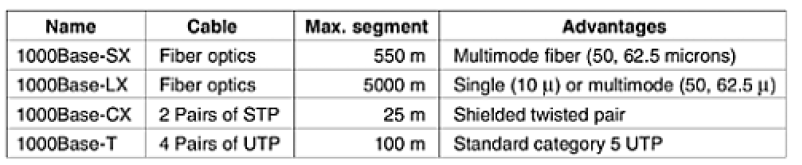 Name Cable Max. segment Advantages
1000Base-SX Fiber optics 550 m Multimode fiber (50, 62.5 microns)
1000Base-LX Fiber optics 5000 m Single (10 μ) or multimode (50, 62.5 μ)
1000Base-CX 2 Pairs of STP 25 m Shielded twisted pair
1000Base-T 4 Pairs of UTP 100 m Standard category 5 UTP